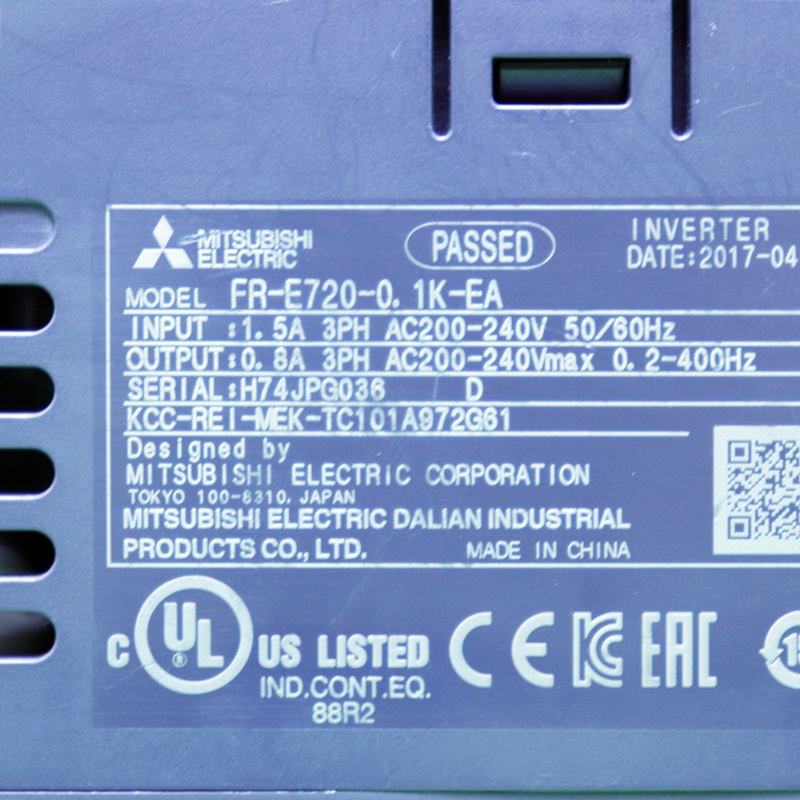 MITSUBISHI
ELECTRIC
PASSED
INVERTER
DATE:2017-04
MODEL FR-E720-0.1K-EA
INPUT :1.5A 3PH AC200-240V 50/60Hz
OUTPUT:0.8A 3PH AC200-240Vmax 0.2-400Hz
SERIAL:H74JPG036 D
KCC-REI-MEK-TC101A972G61
Designed by
MITSUBISHI ELECTRIC CORPORATION
TOKYO 100-8310, JAPAN
MITSUBISHI ELECTRIC DALIAN INDUSTRIAL
PRODUCTS CO., LTD. MADE IN CHINA
C UL ® US LISTED CE KC EAC
IND.CONT.EQ.
88R2